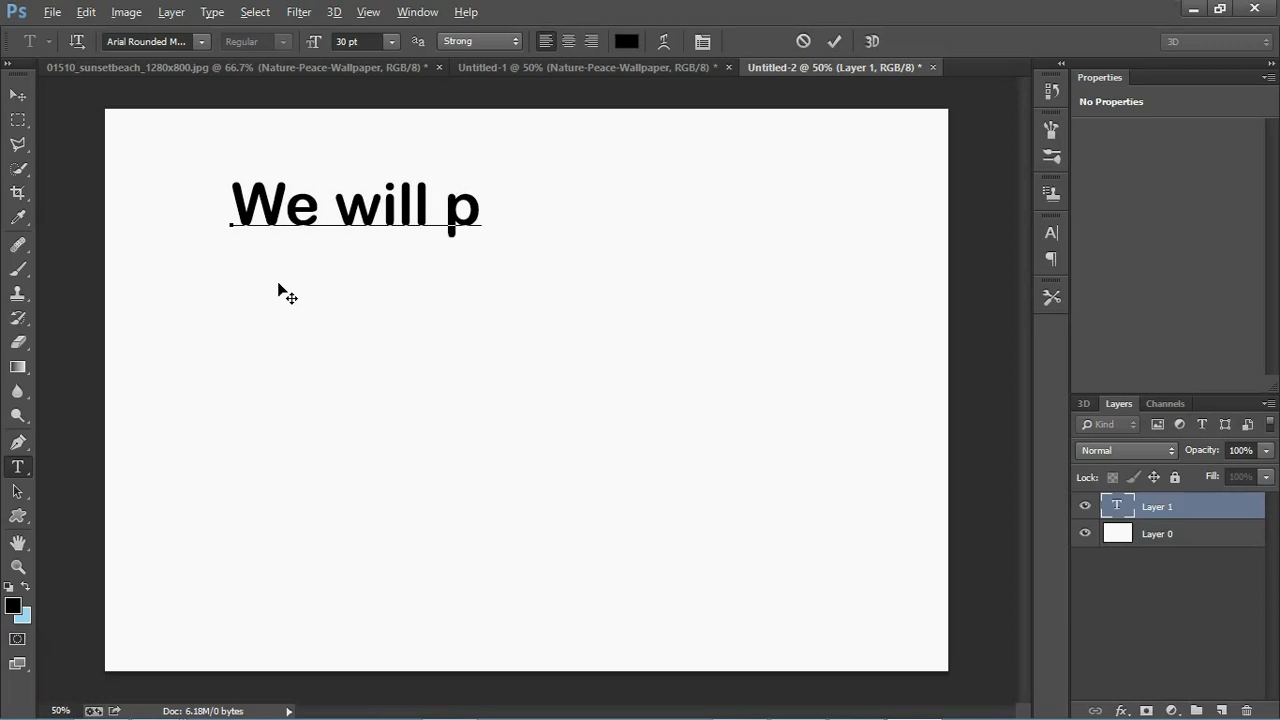 Ps File Edit Image Layer Type Select Filter 3D View Window Help
T Arial Rounded M... Regular 30 pt aa Strong 3D 3D
01510_sunsetbeach_1280x800.jpg @ 66.7% (Nature-Peace-Wallpaper, RGB/8) * × Untitled-1 @ 50% (Nature-Peace-Wallpaper, RGB/8) * × Untitled-2 @ 50% (Layer 1, RGB/8) * ×
Properties
No Properties
We will p
3D Layers Channels
Kind
Normal Opacity: 100%
Lock: Fill: 100%
T Layer 1
Layer 0
50% Doc: 6.18M/0 bytes